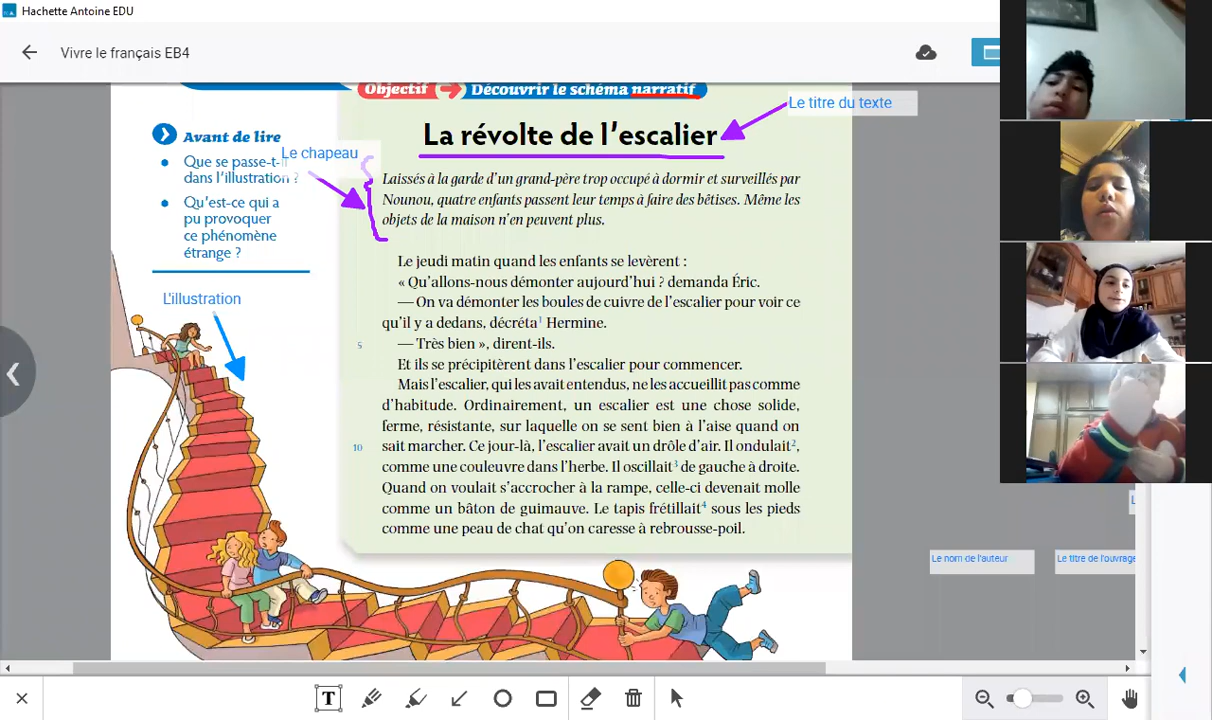 Hachette Antoine EDU
Vivre le français EB4
Objectif
Découvrir le schéma narratif
Le titre du texte
La révolte de l'escalier
Avant de lire
Le chapeau
Que se passe-t-il
dans l'illustration ?
Qu'est-ce qui a
pu provoquer
ce phénomène
étrange ?
L'illustration
Laissés à la garde d'un grand-père trop occupé à dormir et surveillés par
Nounou, quatre enfants passent leur temps à faire des bêtises. Même les
objets de la maison n'en peuvent plus.
Le jeudi matin quand les enfants se levèrent :
« Qu'allons-nous démonter aujourd'hui ? demanda Éric.
— On va démonter les boules de cuivre de l'escalier pour voir ce
qu'il y a dedans, décréta1 Hermine.
5 — Très bien », dirent-ils.
Et ils se précipitèrent dans l'escalier pour commencer.
Mais l'escalier, qui les avait entendus, ne les accueillit pas comme
d'habitude. Ordinairement, un escalier est une chose solide,
ferme, résistante, sur laquelle on se sent bien à l'aise quand on
10 sait marcher. Ce jour-là, l'escalier avait un drôle d'air. Il ondulait2,
comme une couleuvre dans l'herbe. Il oscillait3 de gauche à droite.
Quand on voulait s'accrocher à la rampe, celle-ci devenait molle
comme un bâton de guimauve. Le tapis frétillait4 sous les pieds
comme une peau de chat qu'on caresse à rebrousse-poil.
Le nom de l'auteur
Le titre de l'ouvrage
T